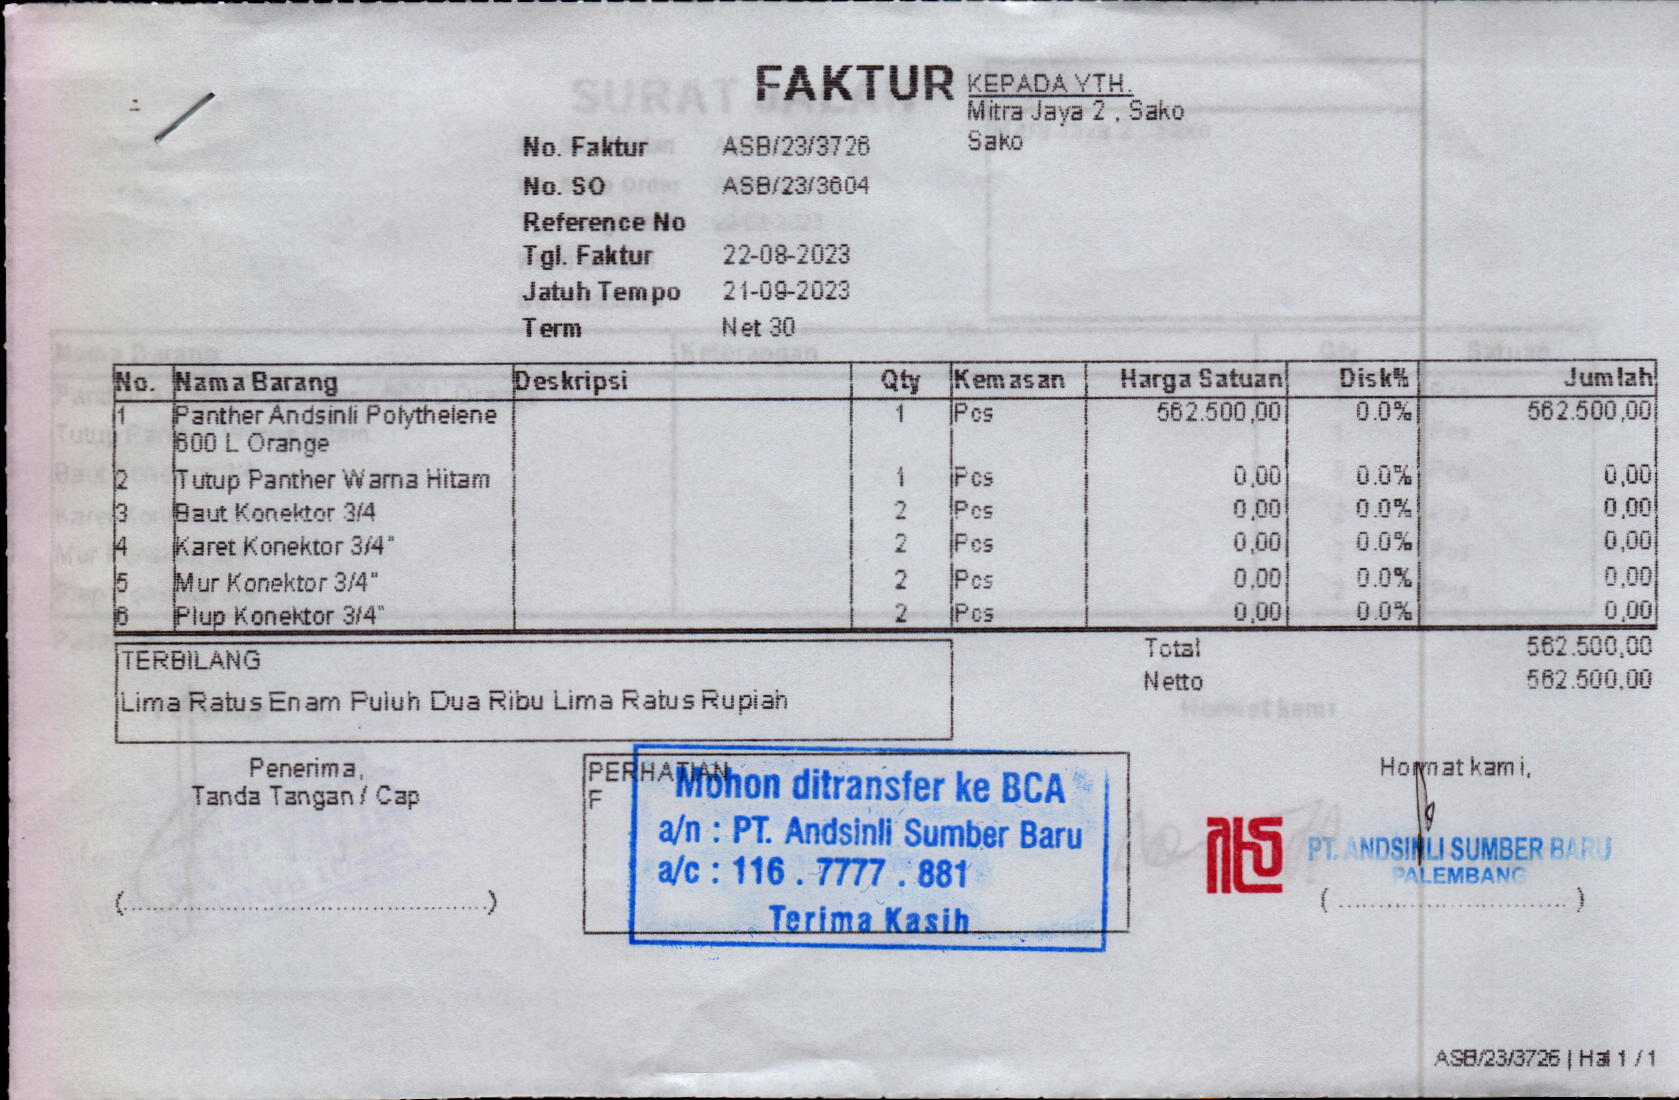 FAKTUR
KEPADA YTH.
Mitra Jaya 2 , Sako
Sako
No. Faktur ASB/23/3726
No. SO ASB/23/3604
Reference No
Tgl. Faktur 22-08-2023
Jatuh Tempo 21-09-2023
Term Net 30
No. Nama Barang Deskripsi Qty Kemasan Harga Satuan Disk% Jumlah
1 Panther Andsinli Polythelene 1 Pcs 562.500,00 0.0% 562.500,00
600 L Orange
2 Tutup Panther Warna Hitam 1 Pcs 0,00 0.0% 0,00
3 Baut Konektor 3/4 2 Pcs 0,00 0.0% 0,00
4 Karet Konektor 3/4" 2 Pcs 0,00 0.0% 0,00
5 Mur Konektor 3/4" 2 Pcs 0,00 0.0% 0,00
6 Plup Konektor 3/4" 2 Pcs 0,00 0.0% 0,00
Total 562.500,00
Netto 562.500,00
TERBILANG
Lima Ratus Enam Puluh Dua Ribu Lima Ratus Rupiah
Penerima,
Tanda Tangan / Cap
(..........................................)
PERHATIAN
F
Mohon ditransfer ke BCA
a/n : PT. Andsinli Sumber Baru
a/c : 116 . 7777 . 881
Terima Kasih
Hormat kami,
PT. ANDSINLI SUMBER BARU
PALEMBANG
( ............................ )
ASB/23/3726 | Hal 1 / 1